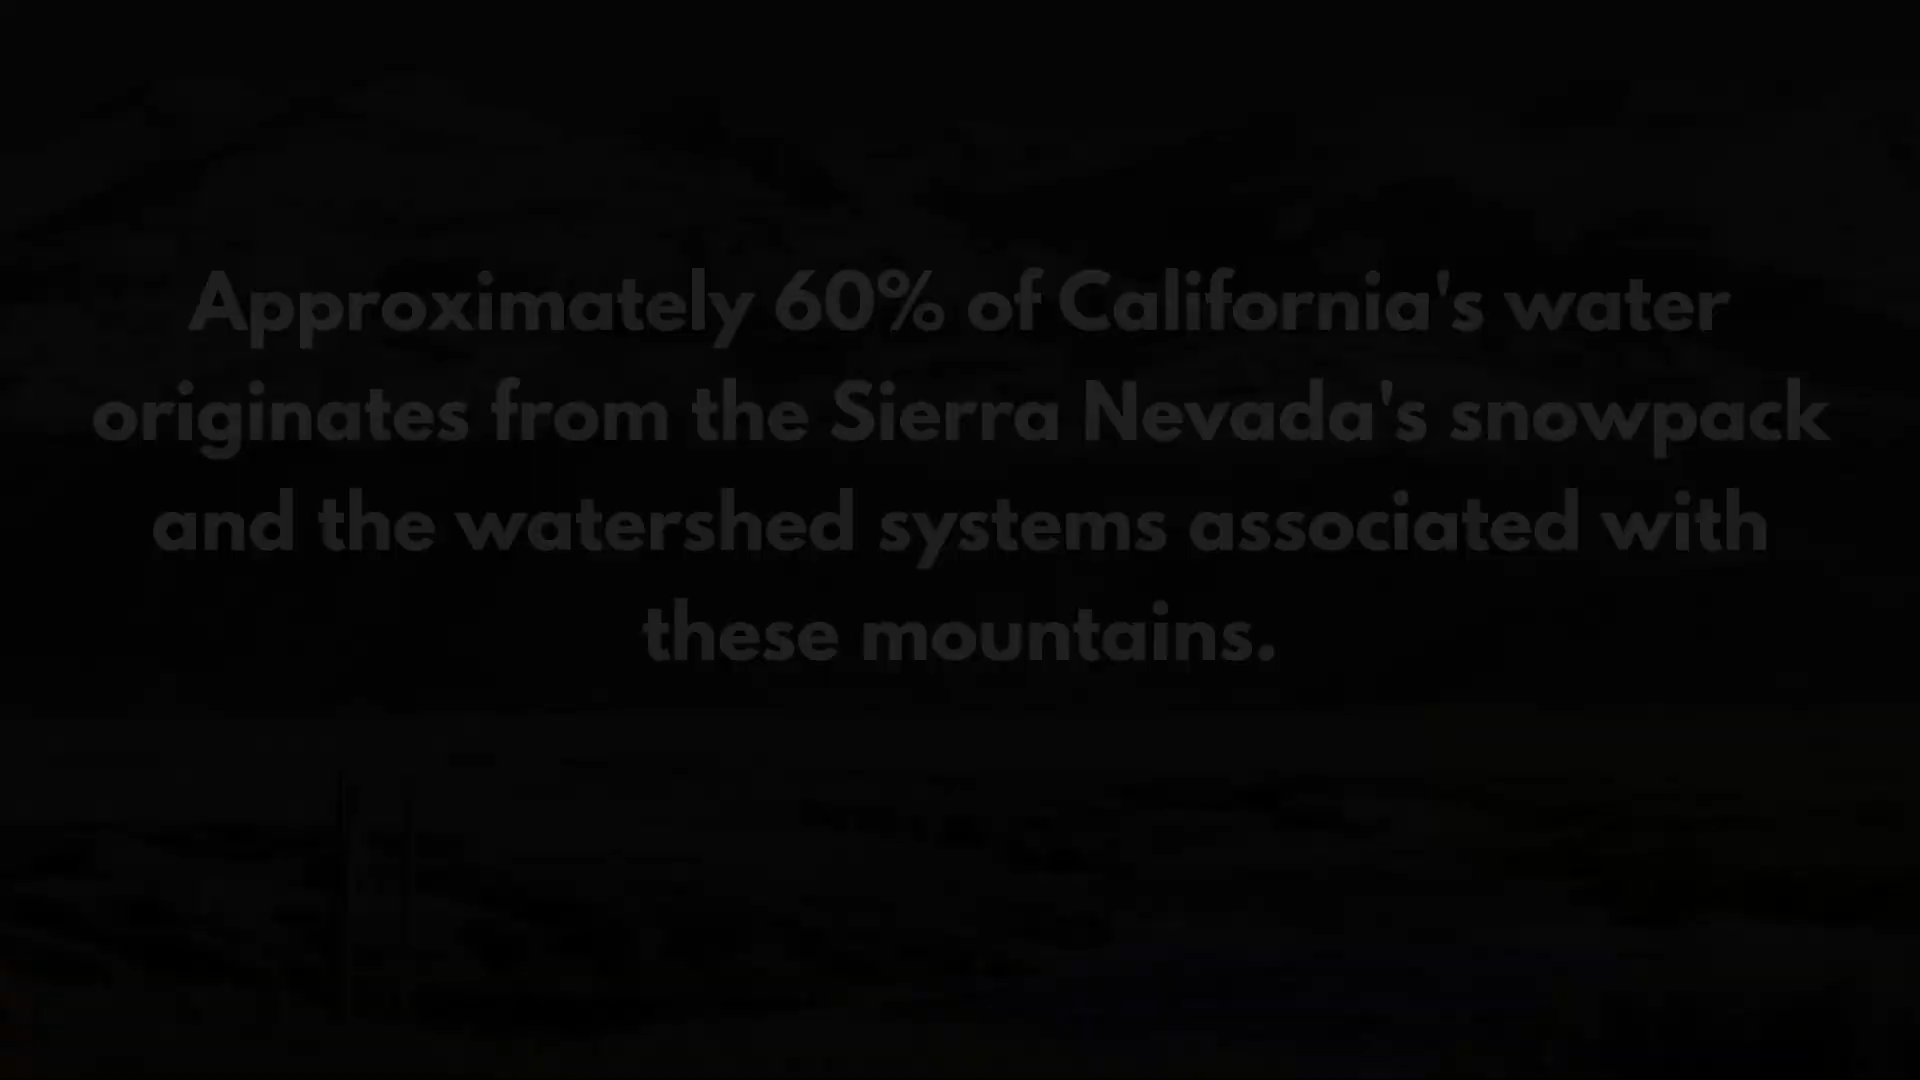 Approximately 60% of California's water
originates from the Sierra Nevada's snowpack
and the watershed systems associated with
these mountains.